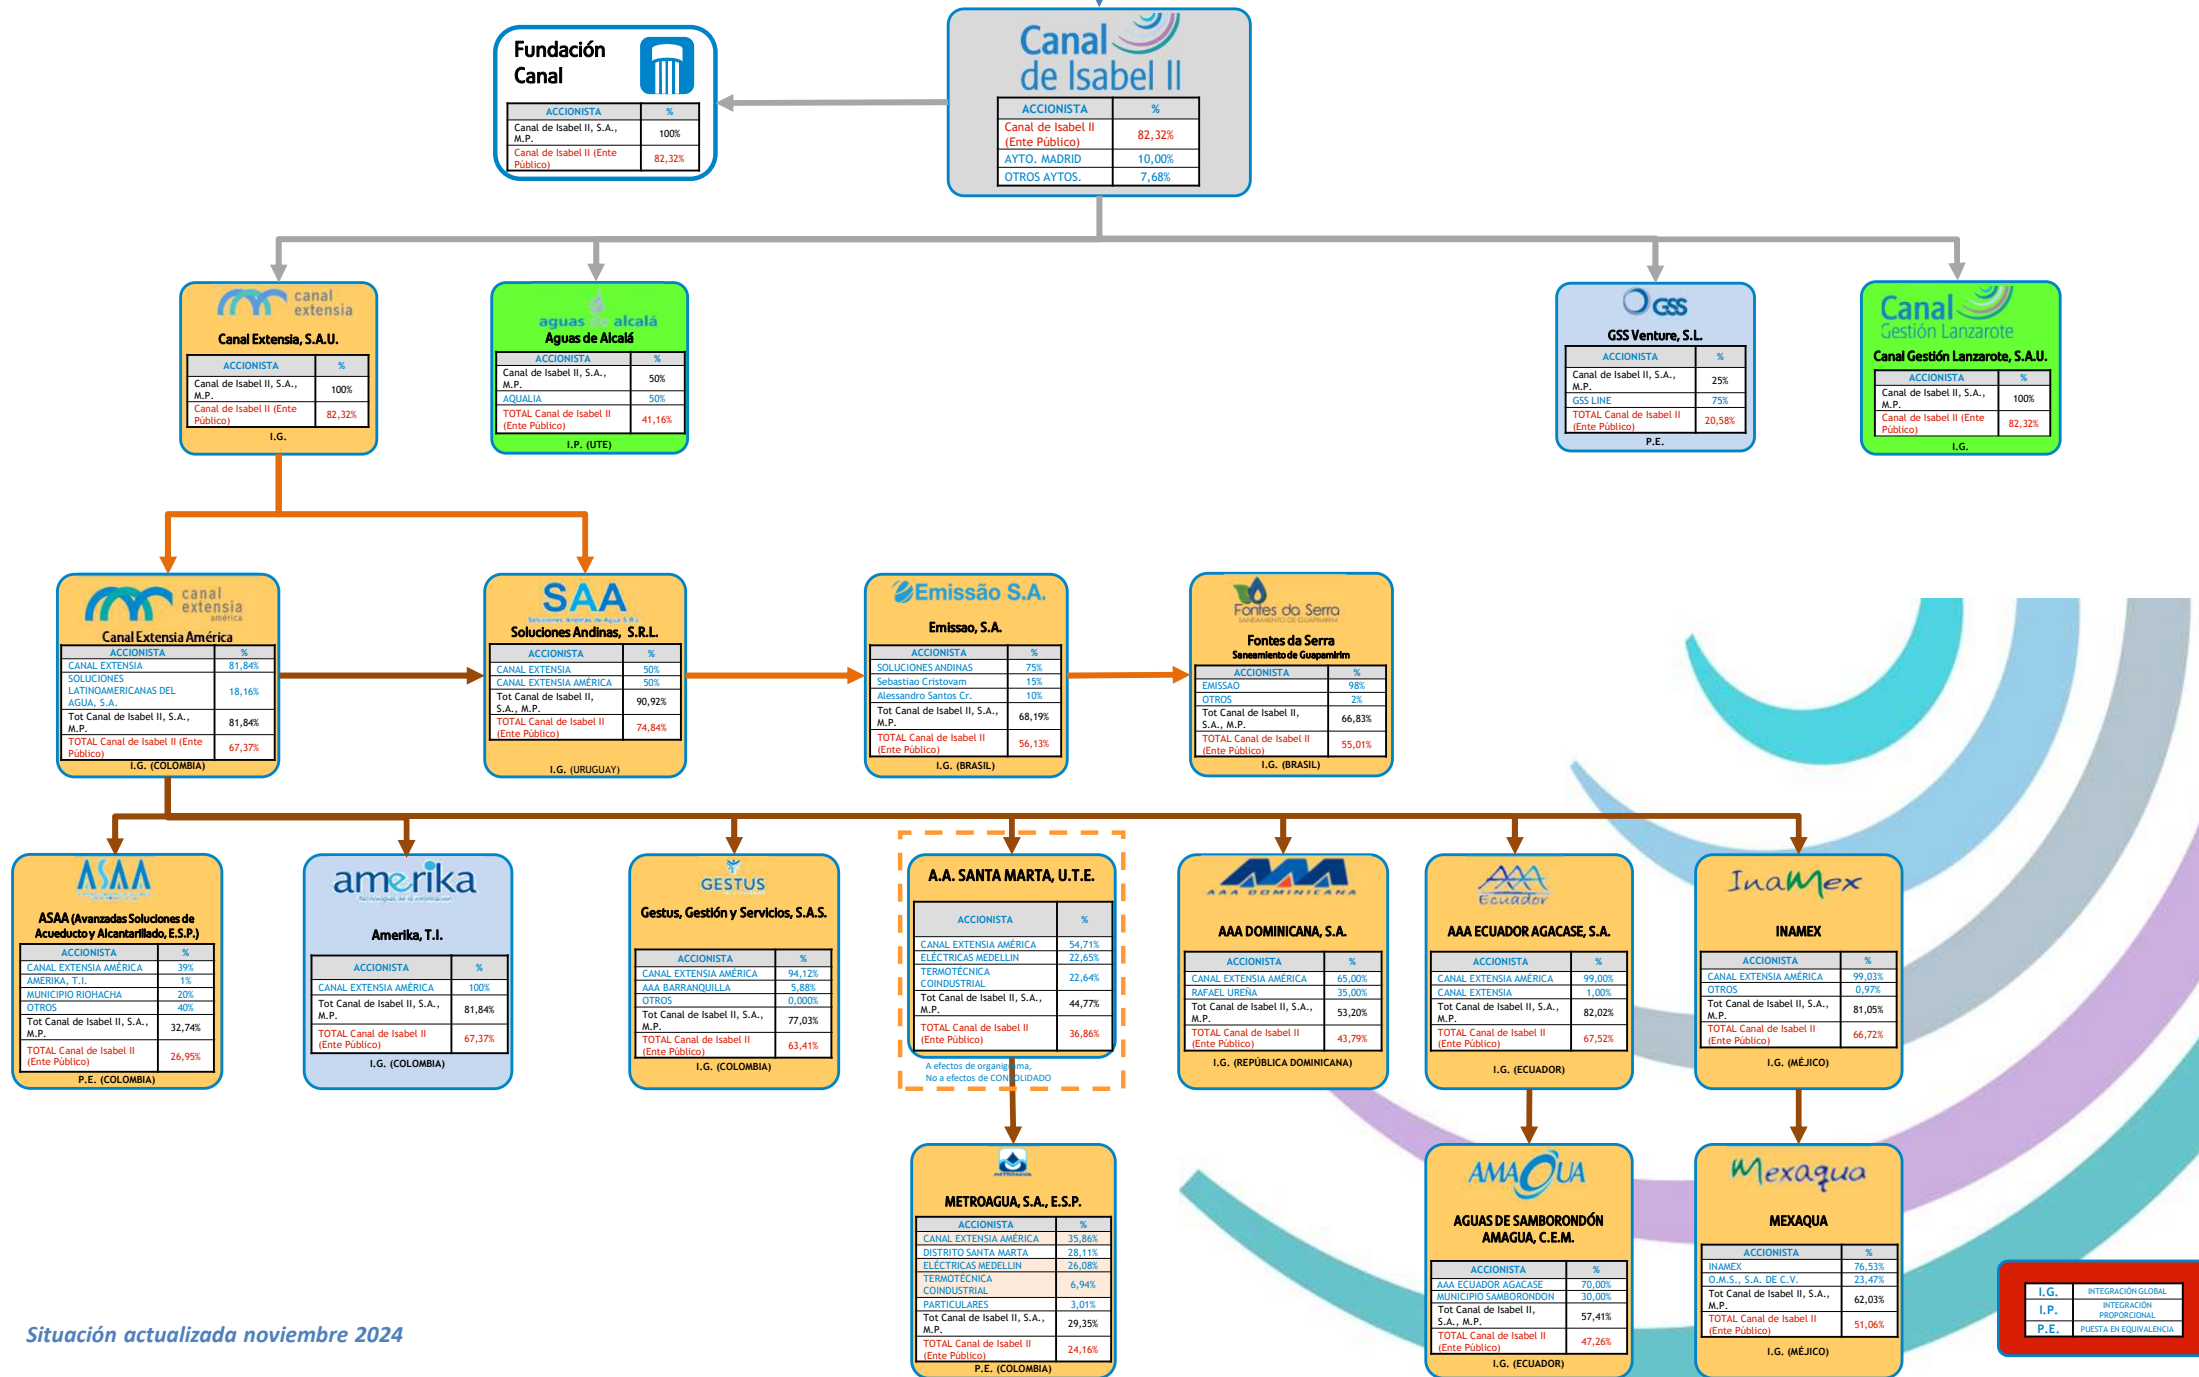 Fundación
Canal
ACCIONISTA %
Canal de Isabel II, S.A.,
M.P. 100%
Canal de Isabel II (Ente
Público) 82,32%
Canal
de Isabel II
ACCIONISTA %
Canal de Isabel II
(Ente Público) 82,32%
AYTO. MADRID 10,00%
OTROS AYTOS. 7,68%
canal
extensia
Canal Extensia, S.A.U.
ACCIONISTA %
Canal de Isabel II, S.A.,
M.P. 100%
Canal de Isabel II (Ente
Público) 82,32%
I.G.
aguas de alcalá
Aguas de Alcalá
ACCIONISTA %
Canal de Isabel II, S.A.,
M.P. 50%
AQUALIA 50%
TOTAL Canal de Isabel II
(Ente Público) 41,16%
I.P. (UTE)
GSS
GSS Venture, S.L.
ACCIONISTA %
Canal de Isabel II, S.A.,
M.P. 25%
GSS LINE 75%
TOTAL Canal de Isabel II
(Ente Público) 20,58%
P.E.
Canal
Gestión Lanzarote
Canal Gestión Lanzarote, S.A.U.
ACCIONISTA %
Canal de Isabel II, S.A.,
M.P. 100%
Canal de Isabel II (Ente
Público) 82,32%
I.G.
canal
extensia
américa
Canal Extensia América
ACCIONISTA %
CANAL EXTENSIA 81,84%
SOLUCIONES
LATINOAMERICANAS DEL
AGUA, S.A. 18,16%
Tot Canal de Isabel II, S.A.,
M.P. 81,84%
TOTAL Canal de Isabel II (Ente
Público) 67,37%
I.G. (COLOMBIA)
SAA
Soluciones Andinas de Agua S.R.L.
Soluciones Andinas, S.R.L.
ACCIONISTA %
CANAL EXTENSIA 50%
CANAL EXTENSIA AMÉRICA 50%
Tot Canal de Isabel II,
S.A., M.P. 90,92%
TOTAL Canal de Isabel II
(Ente Público) 74,84%
I.G. (URUGUAY)
Emissão S.A.
Emissao, S.A.
ACCIONISTA %
SOLUCIONES ANDINAS 75%
Sebastiao Cristovam 15%
Alessandro Santos Cr. 10%
Tot Canal de Isabel II, S.A.,
M.P. 68,19%
TOTAL Canal de Isabel II
(Ente Público) 56,13%
I.G. (BRASIL)
Fontes da Serra
SANEAMENTO DE GUAPIMIRIM
Fontes da Serra
Saneamiento de Guapamirim
ACCIONISTA %
EMISSAO 98%
OTROS 2%
Tot Canal de Isabel II,
S.A., M.P. 66,83%
TOTAL Canal de Isabel II
(Ente Público) 55,01%
I.G. (BRASIL)
ASAA
ASAA (Avanzadas Soluciones de
Acueducto y Alcantarillado, E.S.P.)
ACCIONISTA %
CANAL EXTENSIA AMÉRICA 39%
AMERIKA, T.I. 1%
MUNICIPIO RIOHACHA 20%
OTROS 40%
Tot Canal de Isabel II, S.A.,
M.P. 32,74%
TOTAL Canal de Isabel II
(Ente Público) 26,95%
P.E. (COLOMBIA)
amerika
Tecnologías de la información
Amerika, T.I.
ACCIONISTA %
CANAL EXTENSIA AMÉRICA 100%
Tot Canal de Isabel II, S.A.,
M.P. 81,84%
TOTAL Canal de Isabel II
(Ente Público) 67,37%
I.G. (COLOMBIA)
GESTUS
Gestus, Gestión y Servicios, S.A.S.
ACCIONISTA %
CANAL EXTENSIA AMÉRICA 94,12%
AAA BARRANQUILLA 5,88%
OTROS 0,000%
Tot Canal de Isabel II, S.A.,
M.P. 77,03%
TOTAL Canal de Isabel II
(Ente Público) 63,41%
I.G. (COLOMBIA)
A.A. SANTA MARTA, U.T.E.
ACCIONISTA %
CANAL EXTENSIA AMÉRICA 54,71%
ELÉCTRICAS MEDELLIN 22,65%
TERMOTÉCNICA
COINDUSTRIAL 22,64%
Tot Canal de Isabel II, S.A.,
M.P. 44,77%
TOTAL Canal de Isabel II
(Ente Público) 36,86%
A efectos de organigrama,
No a efectos de CONSOLIDADO
AAA DOMINICANA
AAA DOMINICANA, S.A.
ACCIONISTA %
CANAL EXTENSIA AMÉRICA 65,00%
RAFAEL UREÑA 35,00%
Tot Canal de Isabel II, S.A.,
M.P. 53,20%
TOTAL Canal de Isabel II
(Ente Público) 43,79%
I.G. (REPÚBLICA DOMINICANA)
AAA
Ecuador
AAA ECUADOR AGACASE, S.A.
ACCIONISTA %
CANAL EXTENSIA AMÉRICA 99,00%
CANAL EXTENSIA 1,00%
Tot Canal de Isabel II, S.A.,
M.P. 82,02%
TOTAL Canal de Isabel II
(Ente Público) 67,52%
I.G. (ECUADOR)
InaMex
INAMEX
ACCIONISTA %
CANAL EXTENSIA AMÉRICA 99,03%
OTROS 0,97%
Tot Canal de Isabel II, S.A.,
M.P. 81,05%
TOTAL Canal de Isabel II
(Ente Público) 66,72%
I.G. (MÉJICO)
METROAGUA
METROAGUA, S.A., E.S.P.
ACCIONISTA %
CANAL EXTENSIA AMÉRICA 35,86%
DISTRITO SANTA MARTA 28,11%
ELÉCTRICAS MEDELLIN 26,08%
TERMOTÉCNICA
COINDUSTRIAL 6,94%
PARTICULARES 3,01%
Tot Canal de Isabel II, S.A.,
M.P. 29,35%
TOTAL Canal de Isabel II
(Ente Público) 24,16%
P.E. (COLOMBIA)
AMAQUA
AGUAS DE SAMBORONDÓN
AMAGUA, C.E.M.
ACCIONISTA %
AAA ECUADOR AGACASE 70,00%
MUNICIPIO SAMBORONDON 30,00%
Tot Canal de Isabel II,
S.A., M.P. 57,41%
TOTAL Canal de Isabel II
(Ente Público) 47,26%
I.G. (ECUADOR)
Mexaqua
MEXAQUA
ACCIONISTA %
INAMEX 76,53%
O.M.S., S.A. DE C.V. 23,47%
Tot Canal de Isabel II, S.A.,
M.P. 62,03%
TOTAL Canal de Isabel II
(Ente Público) 51,06%
I.G. (MÉJICO)
I.G. INTEGRACIÓN GLOBAL
I.P. INTEGRACIÓN
PROPORCIONAL
P.E. PUESTA EN EQUIVALENCIA
Situación actualizada noviembre 2024